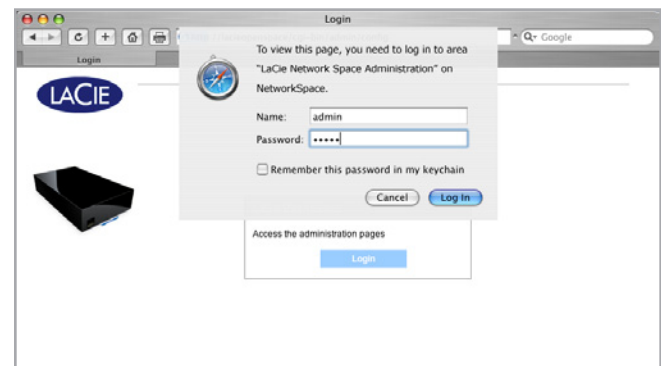 Login
Google
Login
To view this page, you need to log in to area
"LaCie Network Space Administration" on
NetworkSpace.
LACIE
Name: admin
Password: •••••
Remember this password in my keychain
Cancel
Log In
Access the administration pages
Login